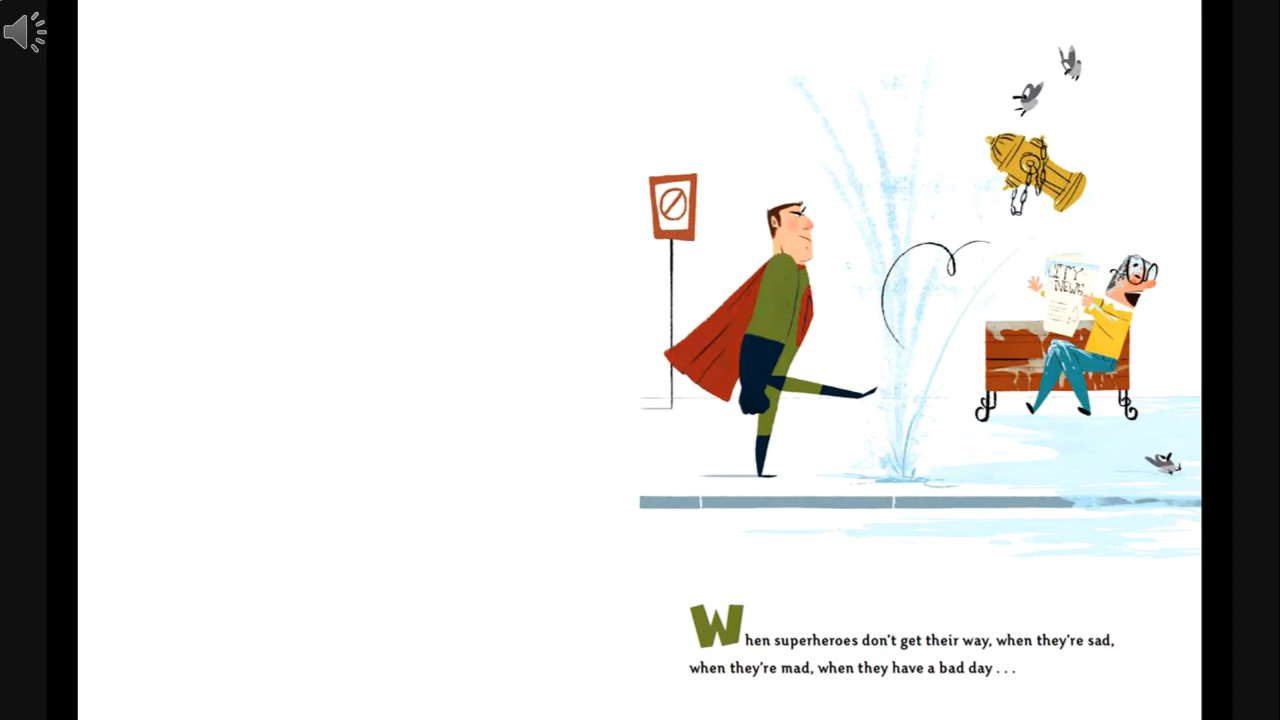 CITY
NEWS
When superheroes don't get their way, when they're sad,
when they're mad, when they have a bad day . . .